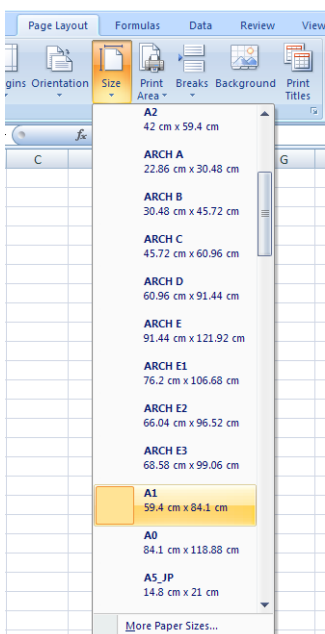 Page Layout Formulas Data Review View
gins Orientation Size Print Area Breaks Background Print Titles
fx
C G
A2
42 cm x 59.4 cm
ARCH A
22.86 cm x 30.48 cm
ARCH B
30.48 cm x 45.72 cm
ARCH C
45.72 cm x 60.96 cm
ARCH D
60.96 cm x 91.44 cm
ARCH E
91.44 cm x 121.92 cm
ARCH E1
76.2 cm x 106.68 cm
ARCH E2
66.04 cm x 96.52 cm
ARCH E3
68.58 cm x 99.06 cm
A1
59.4 cm x 84.1 cm
A0
84.1 cm x 118.88 cm
A5_JP
14.8 cm x 21 cm
More Paper Sizes...